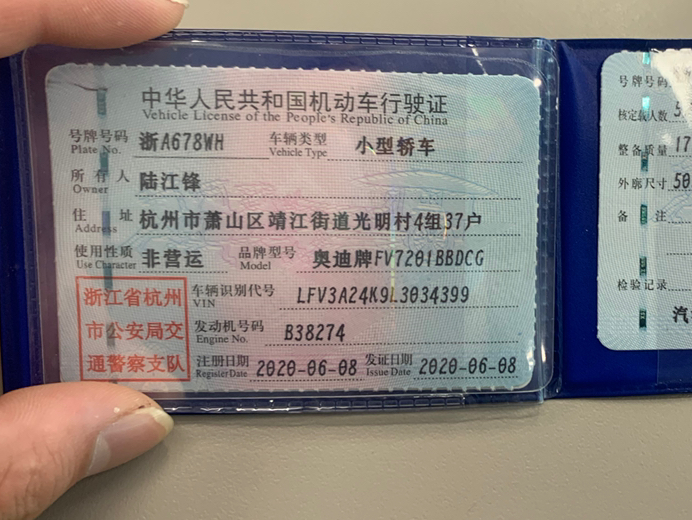 中华人民共和国机动车行驶证
Vehicle License of the People's Republic of China
号牌号码 浙A678WH 车辆类型 小型轿车
Plate No. Vehicle Type
所有人 陆江锋
Owner
住址 杭州市萧山区靖江街道光明村4组37户
Address
使用性质 非营运 品牌型号 奥迪牌FV7201BBDCG
Use Character Model
浙江省杭州
市公安局交
通警察支队
车辆识别代号 LFV3A24K9L3034399
VIN
发动机号码 B38274
Engine No.
注册日期 2020-06-08 发证日期 2020-06-08
Register Date Issue Date
号牌号码
核定载人数 5
整备质量 17
外廓尺寸 50
备注
检验记录
汽